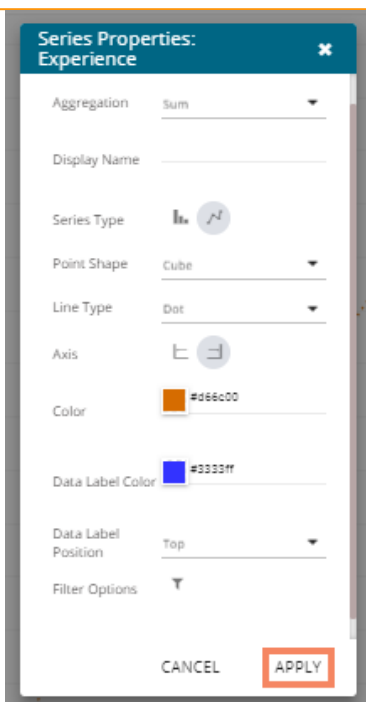 Series Properties:
Experience
Aggregation Sum
Display Name
Series Type
Point Shape Cube
Line Type Dot
Axis
Color #d66c00
Data Label Color #3333ff
Data Label
Position Top
Filter Options
CANCEL APPLY